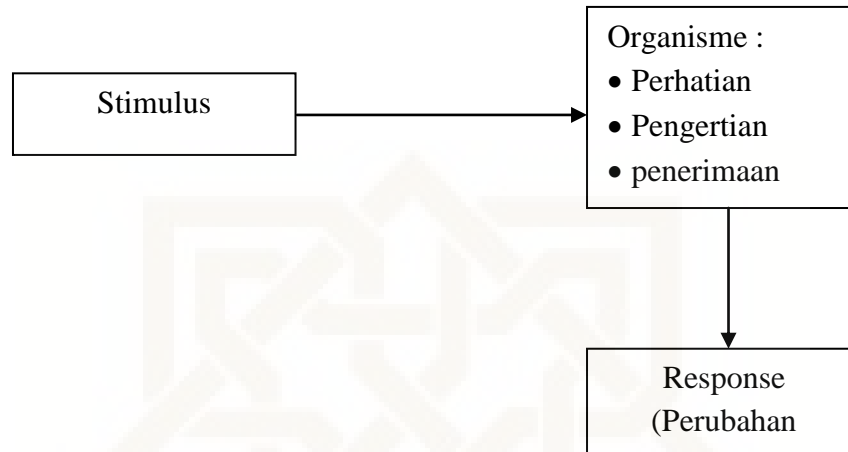 Stimulus
Organisme :
• Perhatian
• Pengertian
• penerimaan
Response
(Perubahan